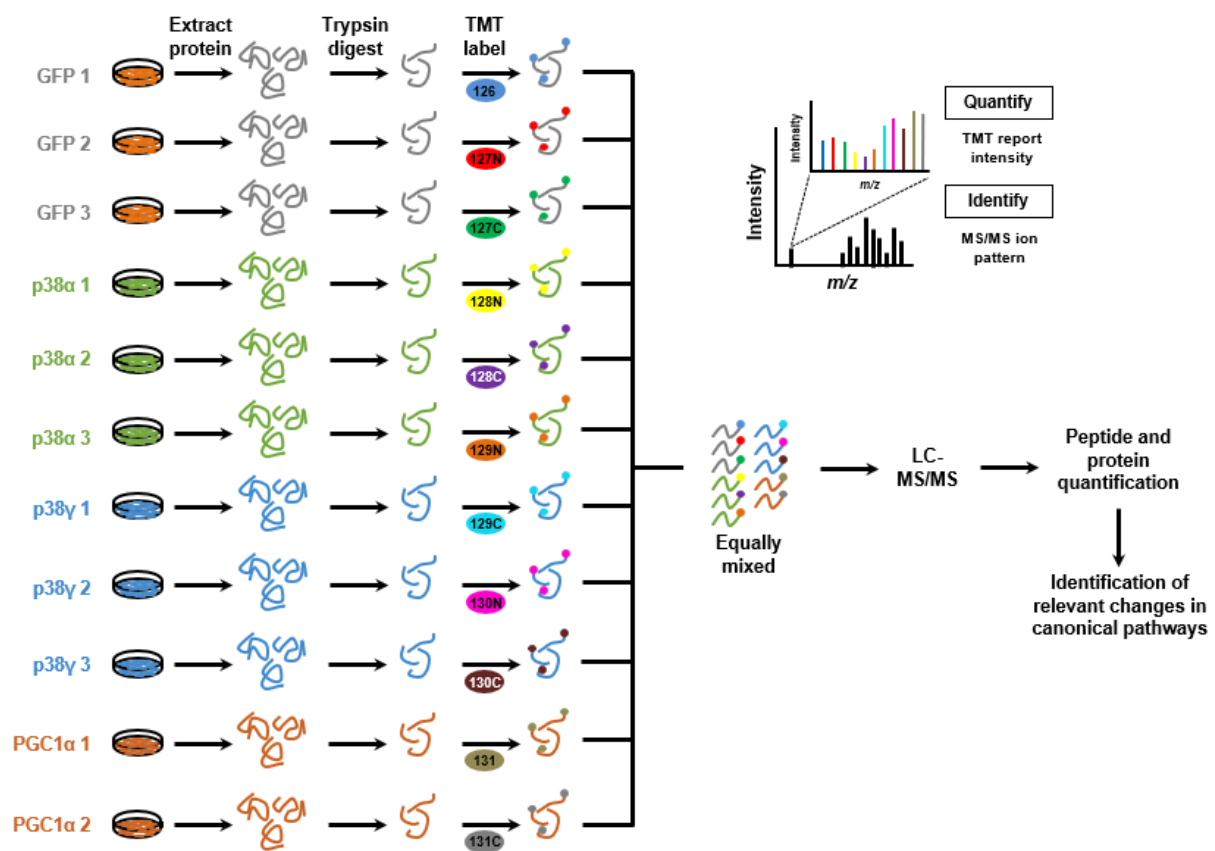 Extract
protein
Trypsin
digest
TMT
label
GFP 1
126
GFP 2
127N
GFP 3
127C
p38α 1
128N
p38α 2
128C
p38α 3
129N
p38γ 1
129C
p38γ 2
130N
p38γ 3
130C
PGC1α 1
131
PGC1α 2
131C
Equally
mixed
LC-
MS/MS
Peptide and
protein
quantification
Identification of
relevant changes in
canonical pathways
Intensity
m/z
Intensity
m/z
Quantify
TMT report
intensity
Identify
MS/MS ion
pattern